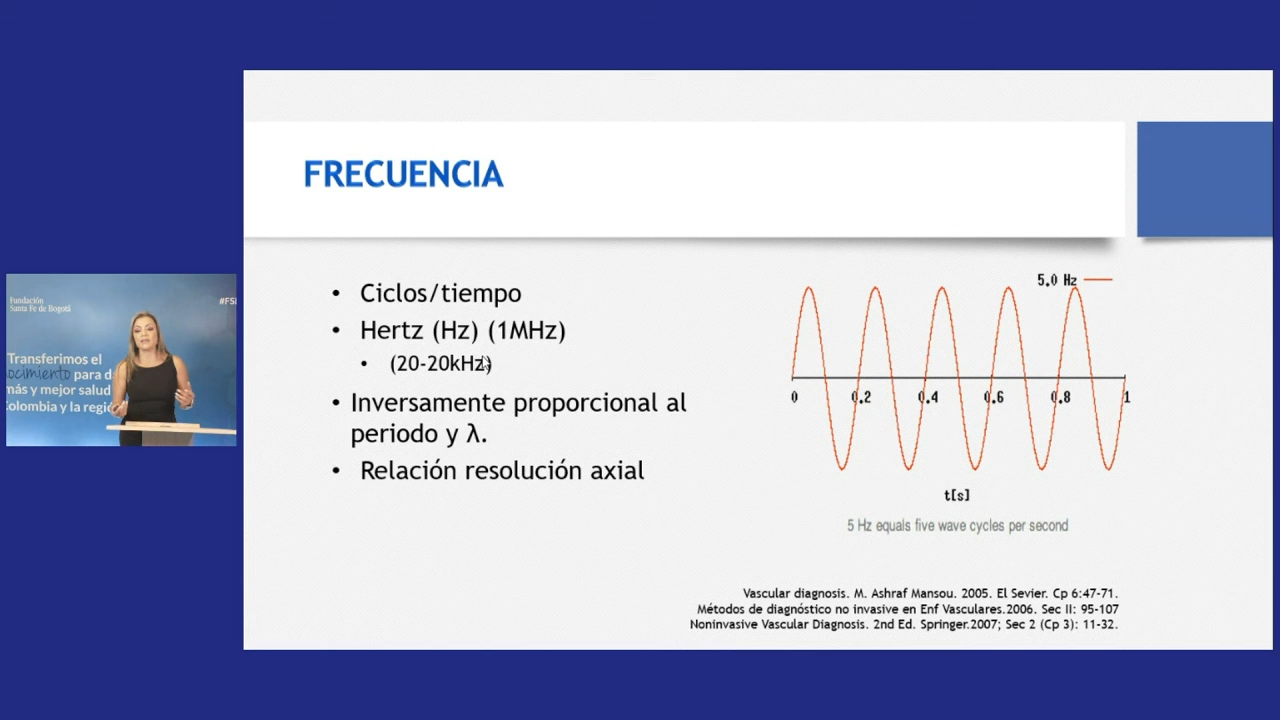 FRECUENCIA
• Ciclos/tiempo
• Hertz (Hz) (1MHz)
• (20-20kHz)
• Inversamente proporcional al
periodo y λ.
• Relación resolución axial
5.0 Hz
0 0.2 0.4 0.6 0.8 1
t[s]
5 Hz equals five wave cycles per second
Vascular diagnosis. M. Ashraf Mansou. 2005. El Sevier. Cp 6:47-71.
Métodos de diagnóstico no invasive en Enf Vasculares.2006. Sec II: 95-107
Noninvasive Vascular Diagnosis. 2nd Ed. Springer.2007; Sec 2 (Cp 3): 11-32.
Fundación
Santa Fe de Bogotá
#FS
Transferimos el
ocimiento para d
más y mejor salud
Colombia y la regió